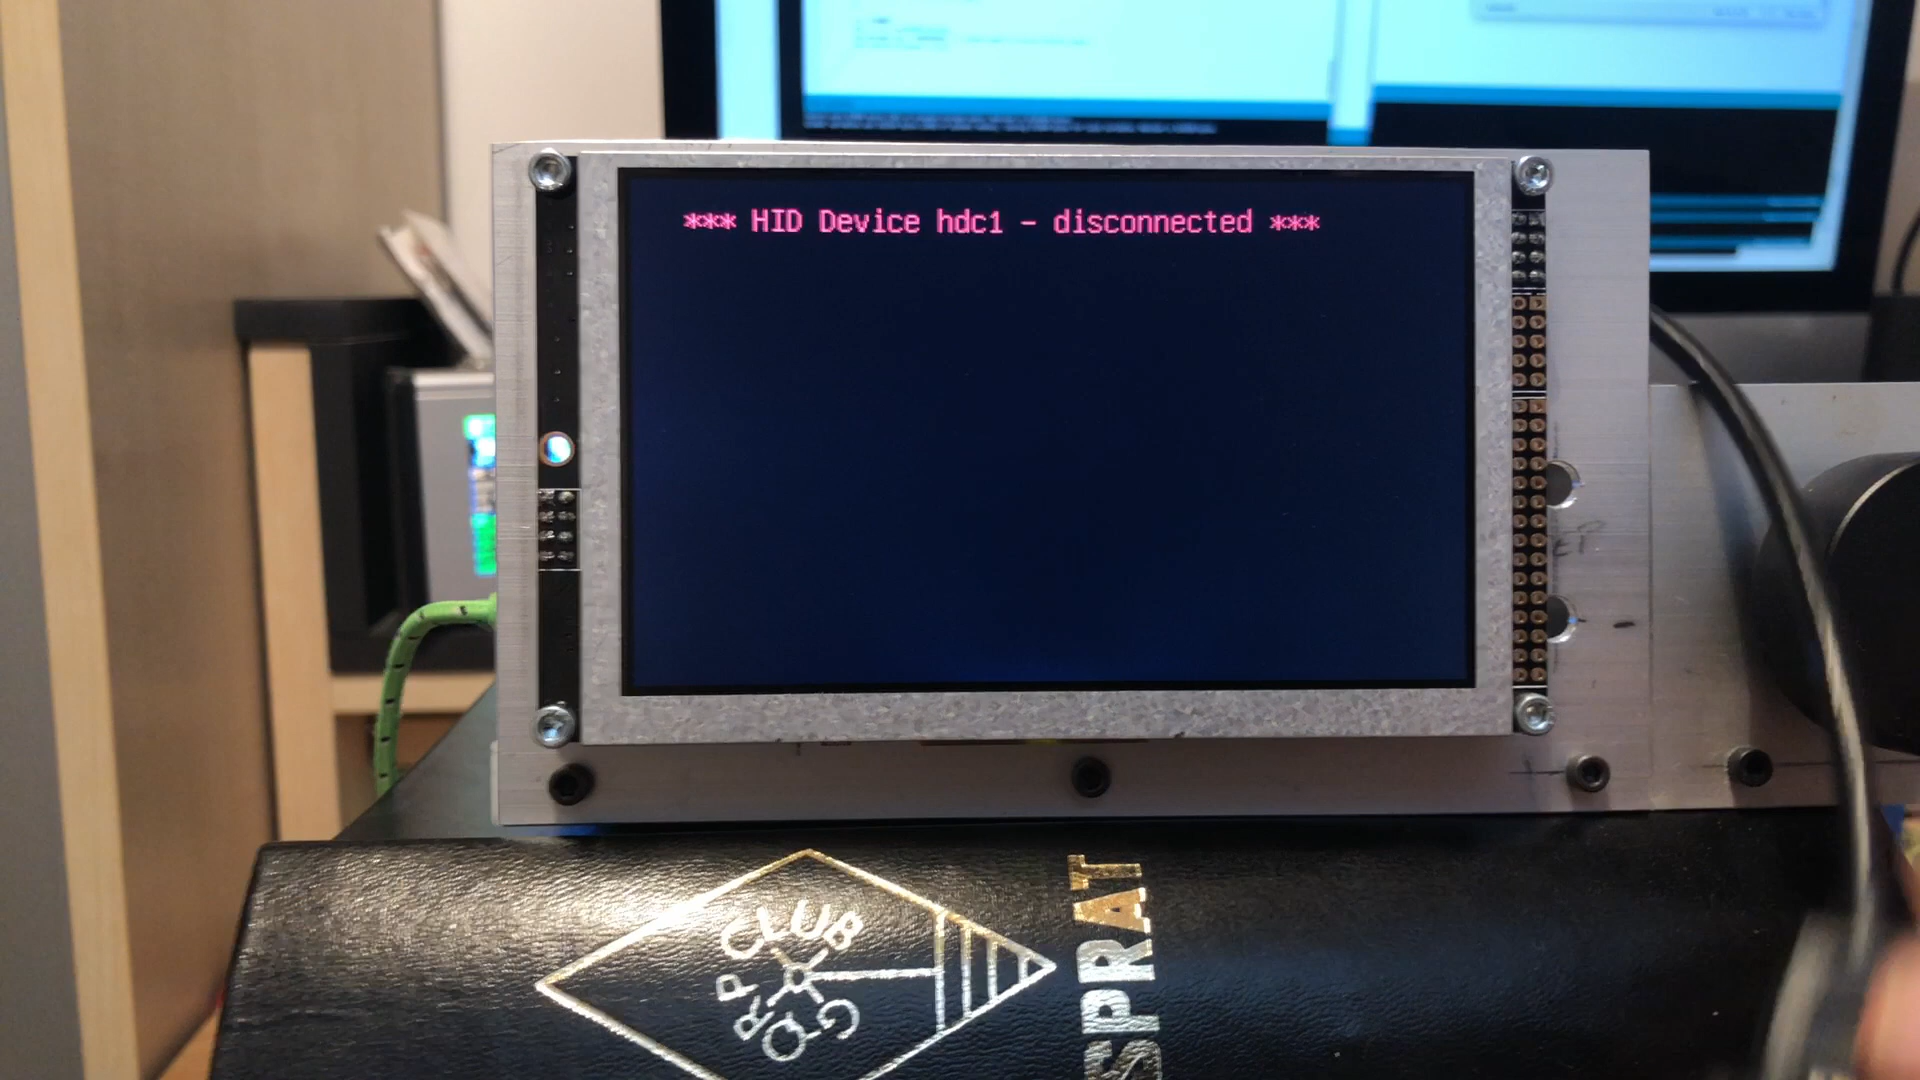 *** HID Device hdc1 - disconnected ***
G QRP CLUB
SPRAT